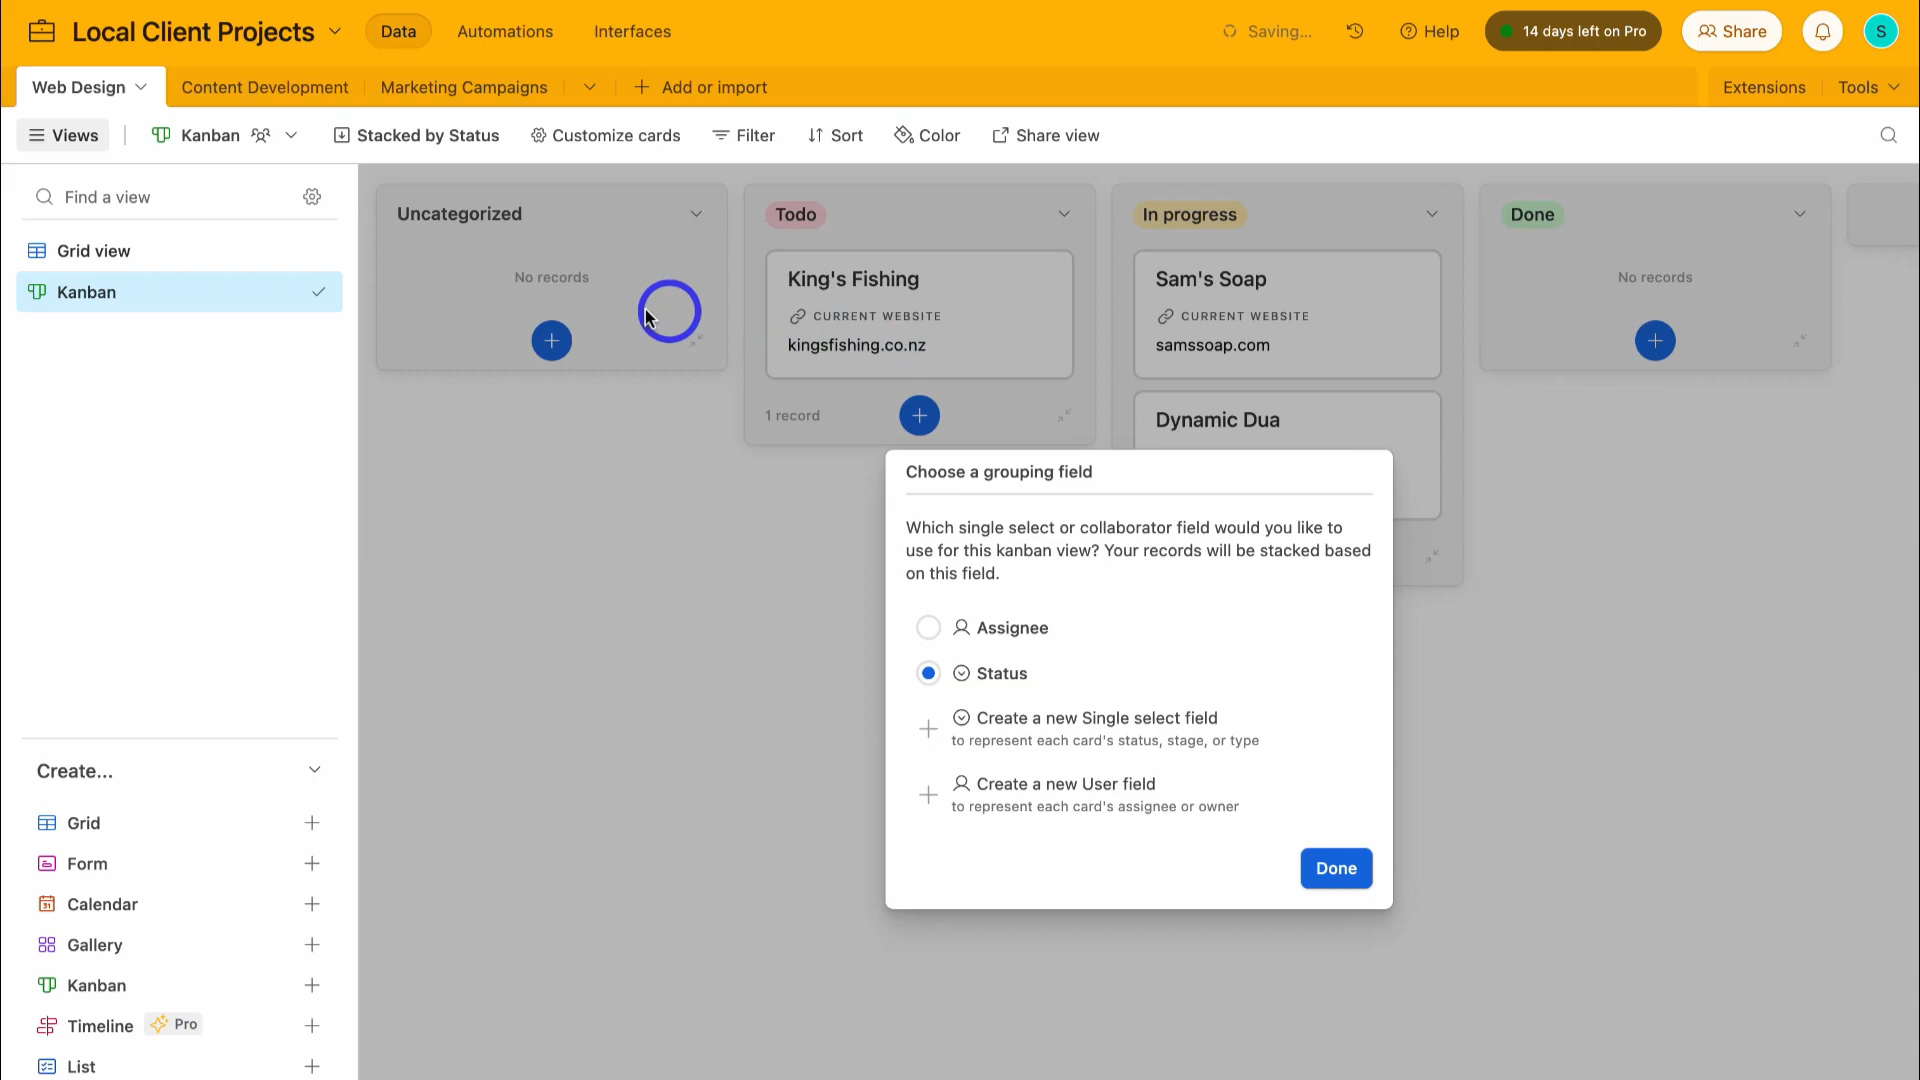 Local Client Projects
Data
Automations
Interfaces
Saving...
Help
14 days left on Pro
Share
S
Web Design
Content Development
Marketing Campaigns
Add or import
Extensions
Tools
Views
Kanban
Stacked by Status
Customize cards
Filter
Sort
Color
Share view
Find a view
Grid view
Kanban
Create...
Grid
Form
Calendar
Gallery
Kanban
Timeline
Pro
List
Uncategorized
No records
Todo
King's Fishing
CURRENT WEBSITE
kingsfishing.co.nz
1 record
In progress
Sam's Soap
CURRENT WEBSITE
samssoap.com
Dynamic Dua
Done
No records
Choose a grouping field
Which single select or collaborator field would you like to
use for this kanban view? Your records will be stacked based
on this field.
Assignee
Status
Create a new Single select field
to represent each card's status, stage, or type
Create a new User field
to represent each card's assignee or owner
Done